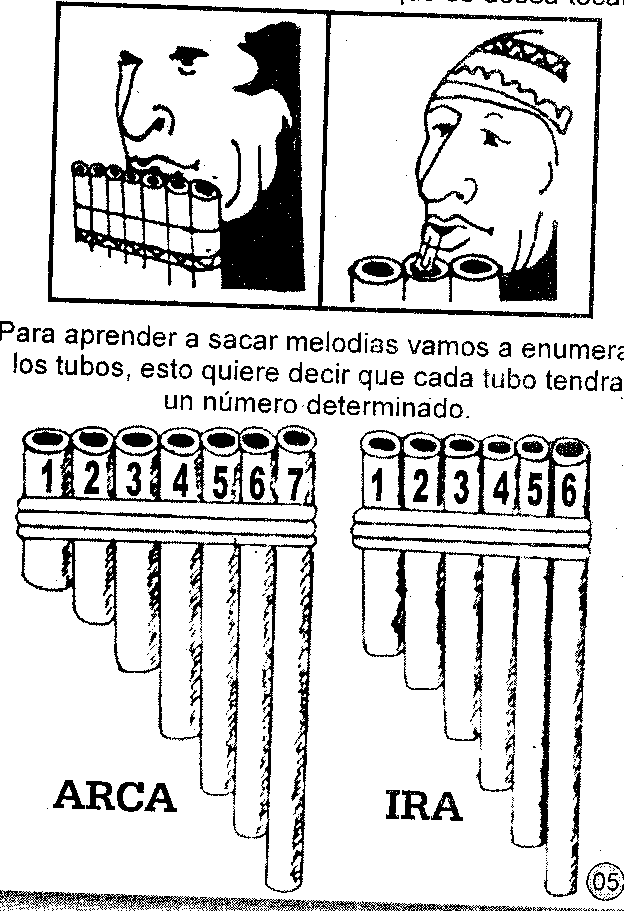 Para aprender a sacar melodias vamos a enumera
los tubos, esto quiere decir que cada tubo tendra
un número determinado.
1 2 3 4 5 6 7
1 2 3 4 5 6
ARCA
IRA
05